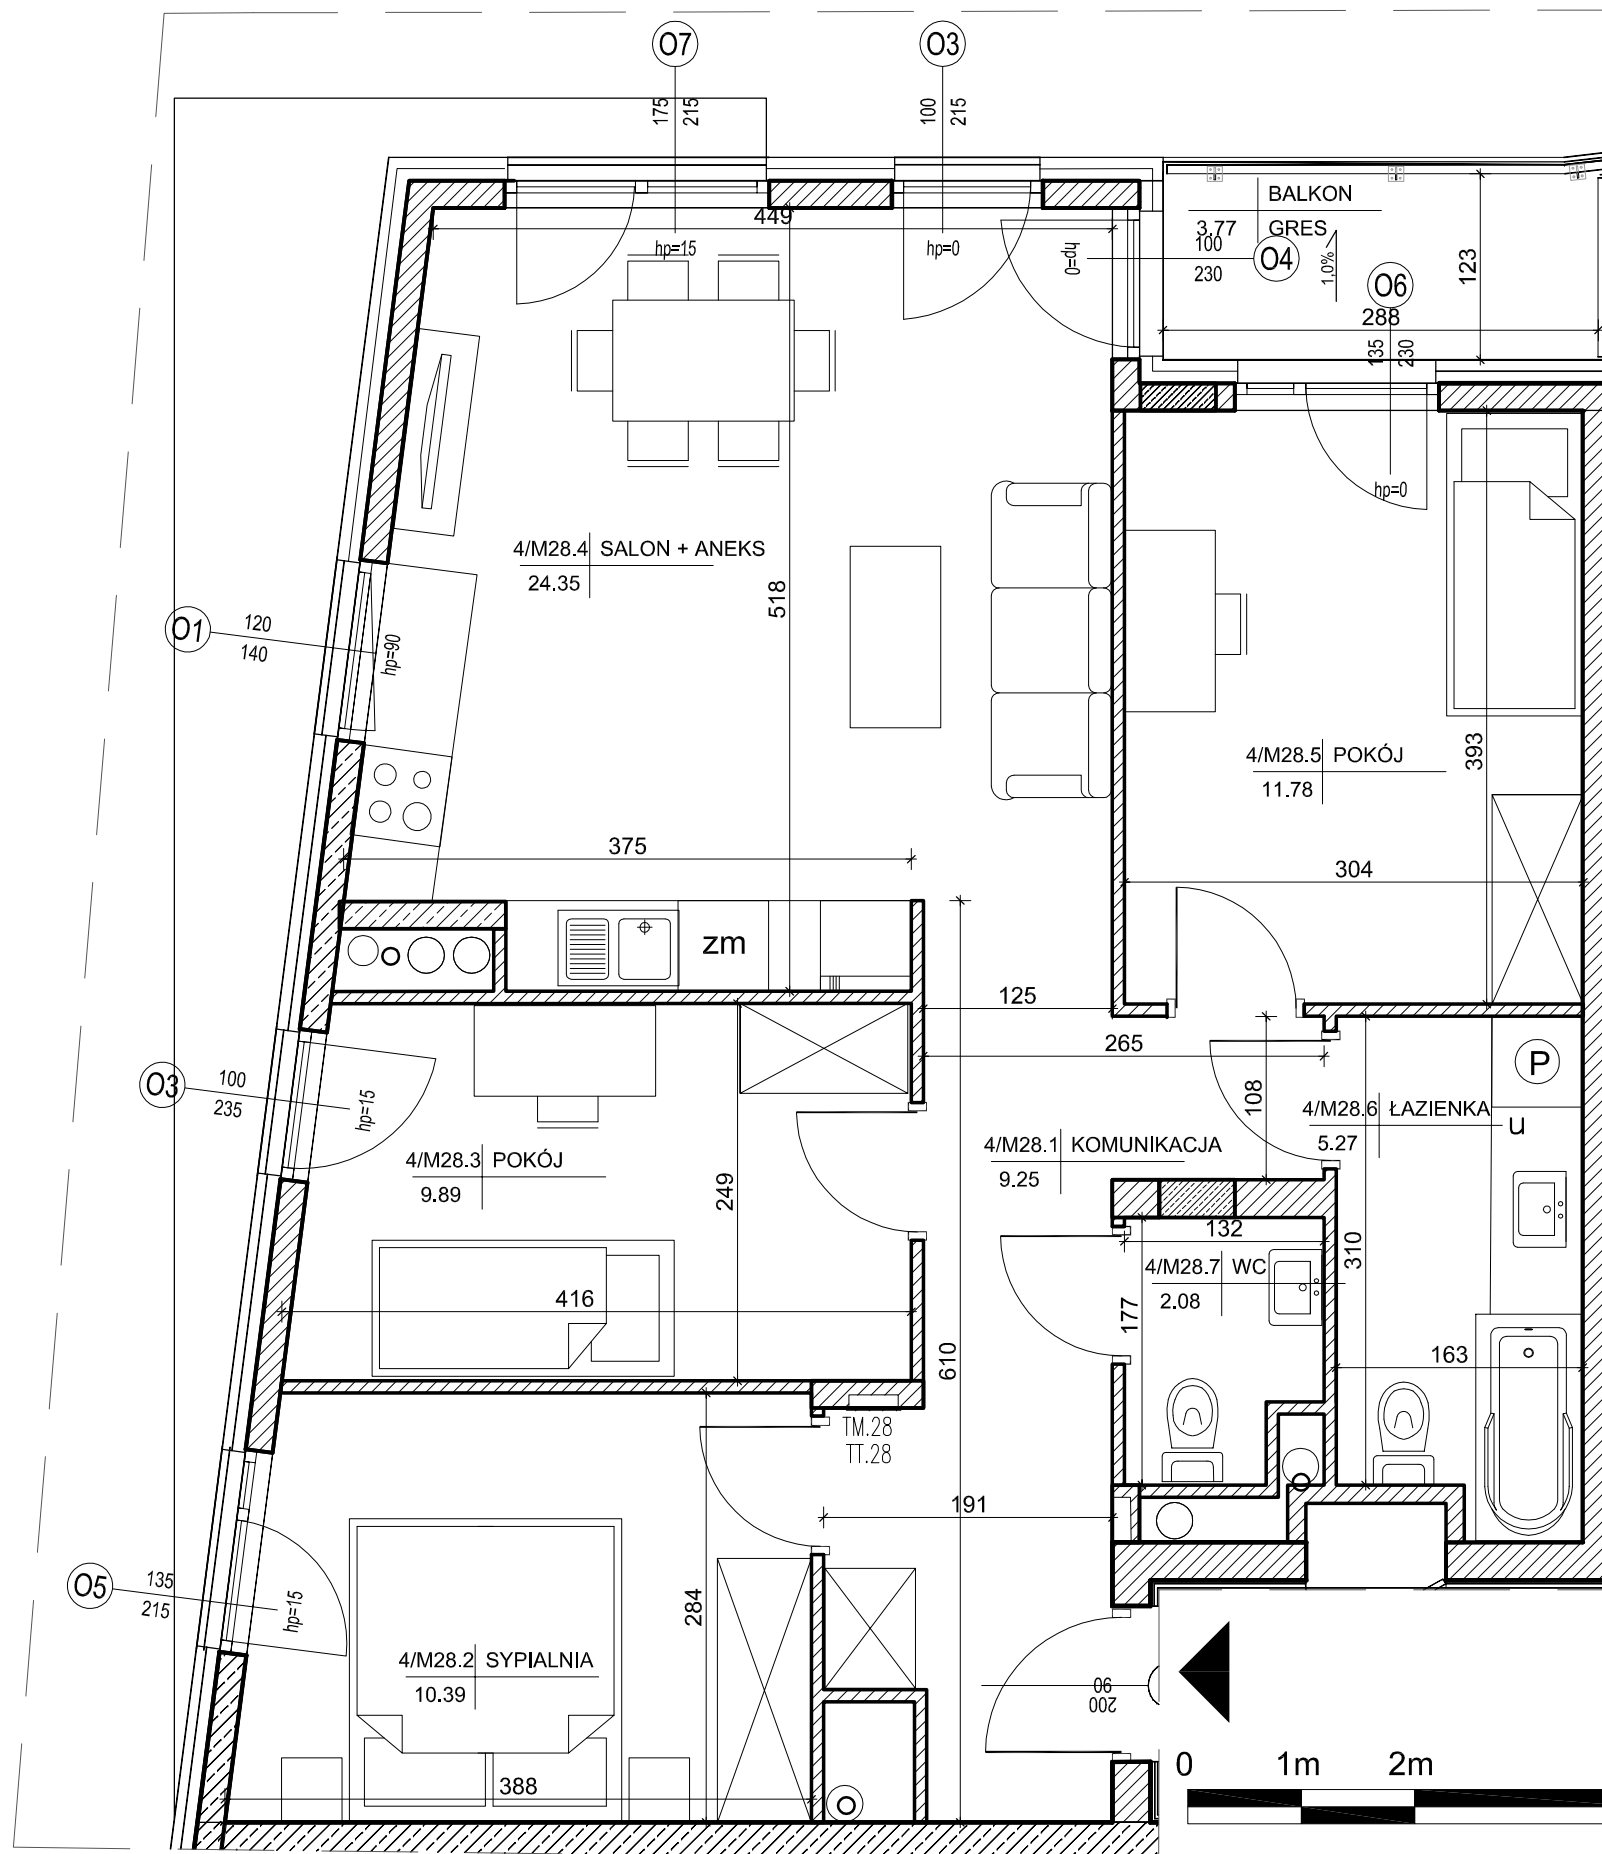 O7
O3
175
215
100
215
449
hp=15
hp=0
hp=0
BALKON
3.77
GRES
100
230
O4
1,0%
O6
123
288
135
230
hp=0
4/M28.4 SALON + ANEKS
24.35
518
O1
120
140
hp=90
4/M28.5 POKÓJ
11.78
393
375
304
zm
125
265
108
P
O3
100
235
hp=15
4/M28.3 POKÓJ
9.89
249
4/M28.1 KOMUNIKACJA
9.25
4/M28.6 ŁAZIENKA
5.27
u
132
310
4/M28.7 WC
2.08
177
416
610
163
TM.28
TT.28
191
O5
135
215
hp=15
284
4/M28.2 SYPIALNIA
10.39
90
200
388
0 1m 2m